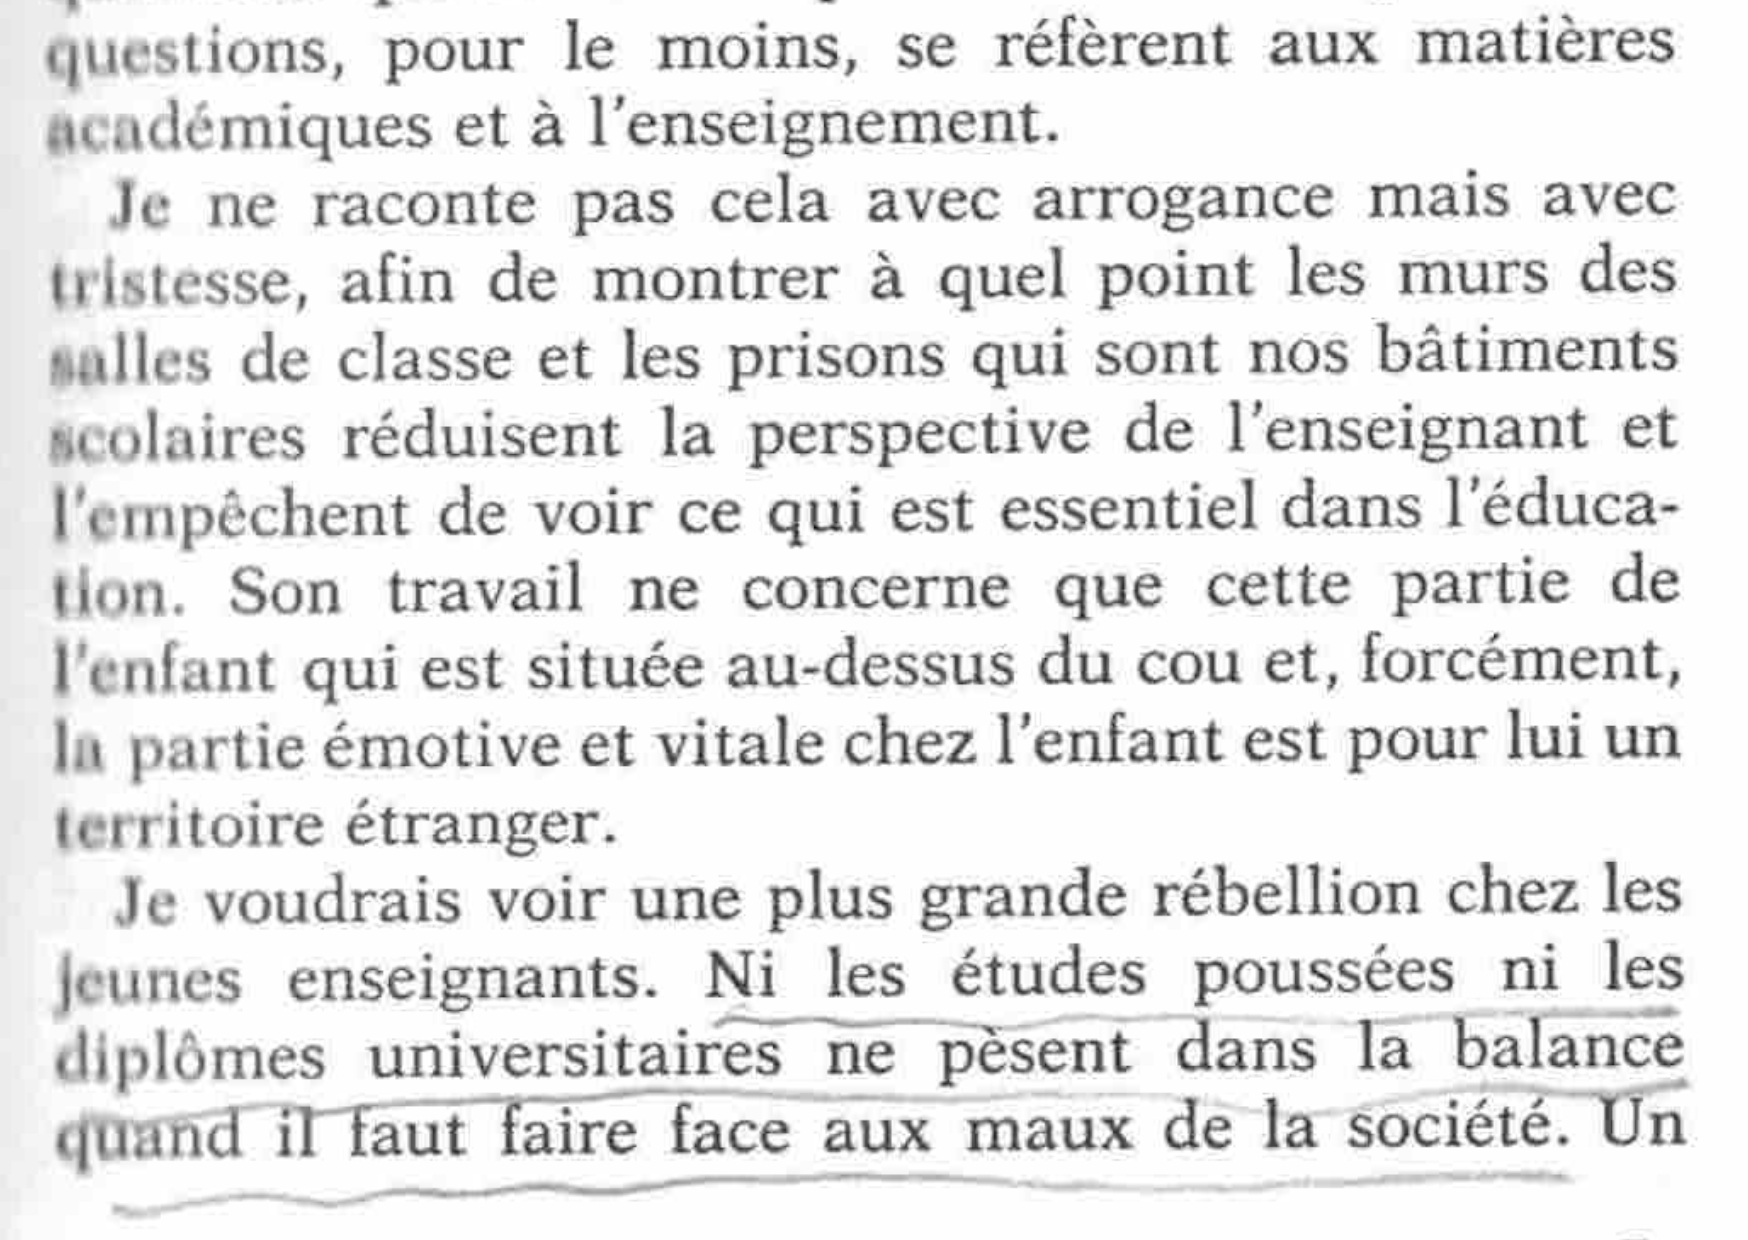 questions, pour le moins, se réfèrent aux matières
académiques et à l'enseignement.
Je ne raconte pas cela avec arrogance mais avec
tristesse, afin de montrer à quel point les murs des
salles de classe et les prisons qui sont nos bâtiments
scolaires réduisent la perspective de l'enseignant et
l'empêchent de voir ce qui est essentiel dans l'éduca-
tion. Son travail ne concerne que cette partie de
l'enfant qui est située au-dessus du cou et, forcément,
la partie émotive et vitale chez l'enfant est pour lui un
territoire étranger.
Je voudrais voir une plus grande rébellion chez les
jeunes enseignants. Ni les études poussées ni les
diplômes universitaires ne pèsent dans la balance
quand il faut faire face aux maux de la société. Un